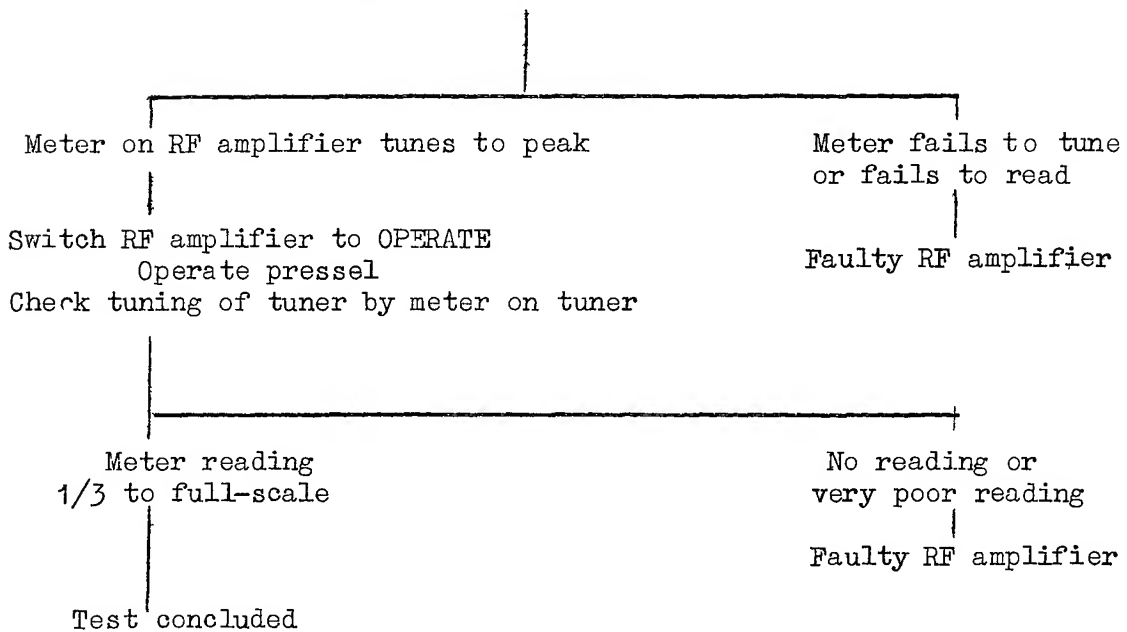 Meter on RF amplifier tunes to peak
Meter fails to tune
or fails to read
Switch RF amplifier to OPERATE
Operate pressel
Check tuning of tuner by meter on tuner
Faulty RF amplifier
Meter reading
1/3 to full-scale
No reading or
very poor reading
Faulty RF amplifier
Test concluded